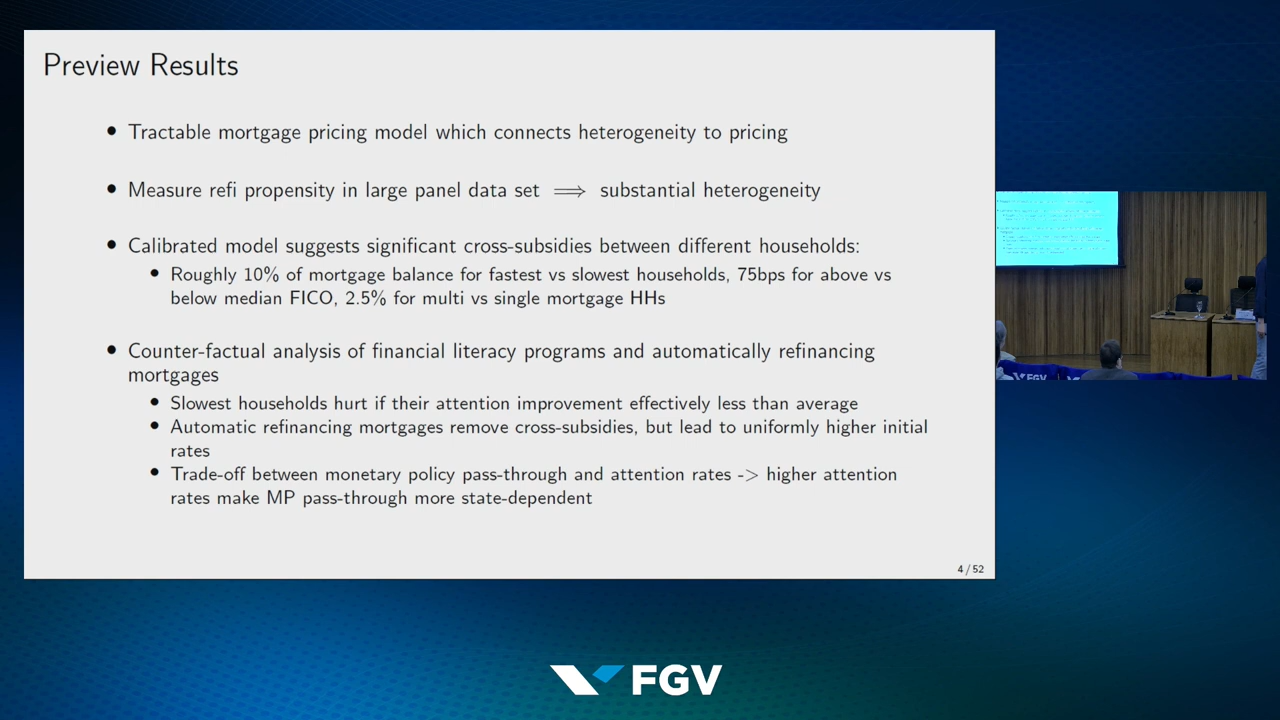 Preview Results
• Tractable mortgage pricing model which connects heterogeneity to pricing
• Measure refi propensity in large panel data set ⟹ substantial heterogeneity
• Calibrated model suggests significant cross-subsidies between different households:
• Roughly 10% of mortgage balance for fastest vs slowest households, 75bps for above vs
below median FICO, 2.5% for multi vs single mortgage HHs
• Counter-factual analysis of financial literacy programs and automatically refinancing
mortgages
• Slowest households hurt if their attention improvement effectively less than average
• Automatic refinancing mortgages remove cross-subsidies, but lead to uniformly higher initial
rates
• Trade-off between monetary policy pass-through and attention rates -> higher attention
rates make MP pass-through more state-dependent
4 / 52
FGV
FGV